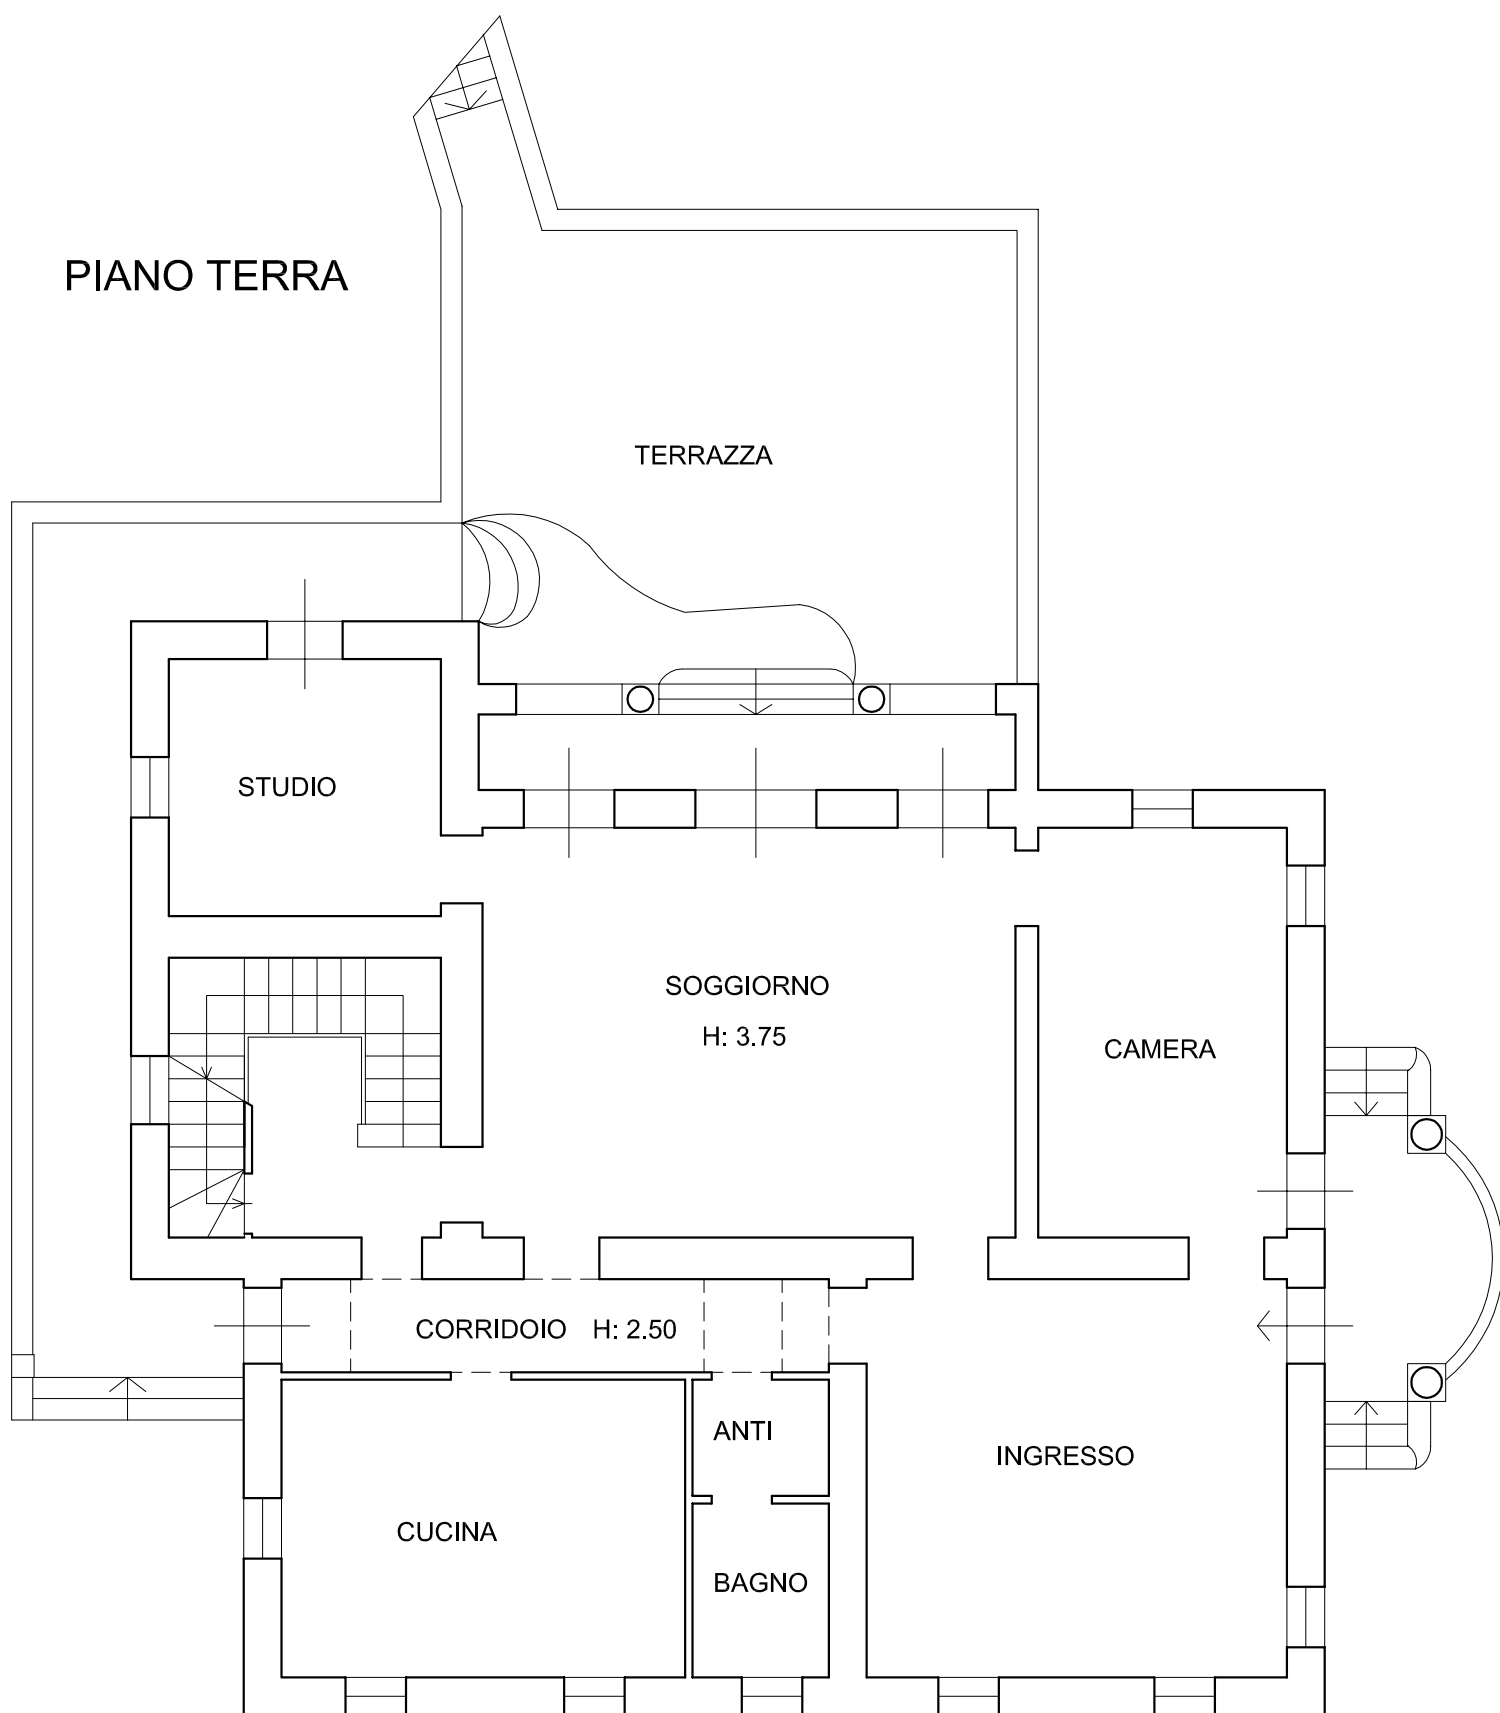 PIANO TERRA
TERRAZZA
STUDIO
SOGGIORNO
H: 3.75
CAMERA
CORRIDOIO H: 2.50
ANTI
INGRESSO
CUCINA
BAGNO